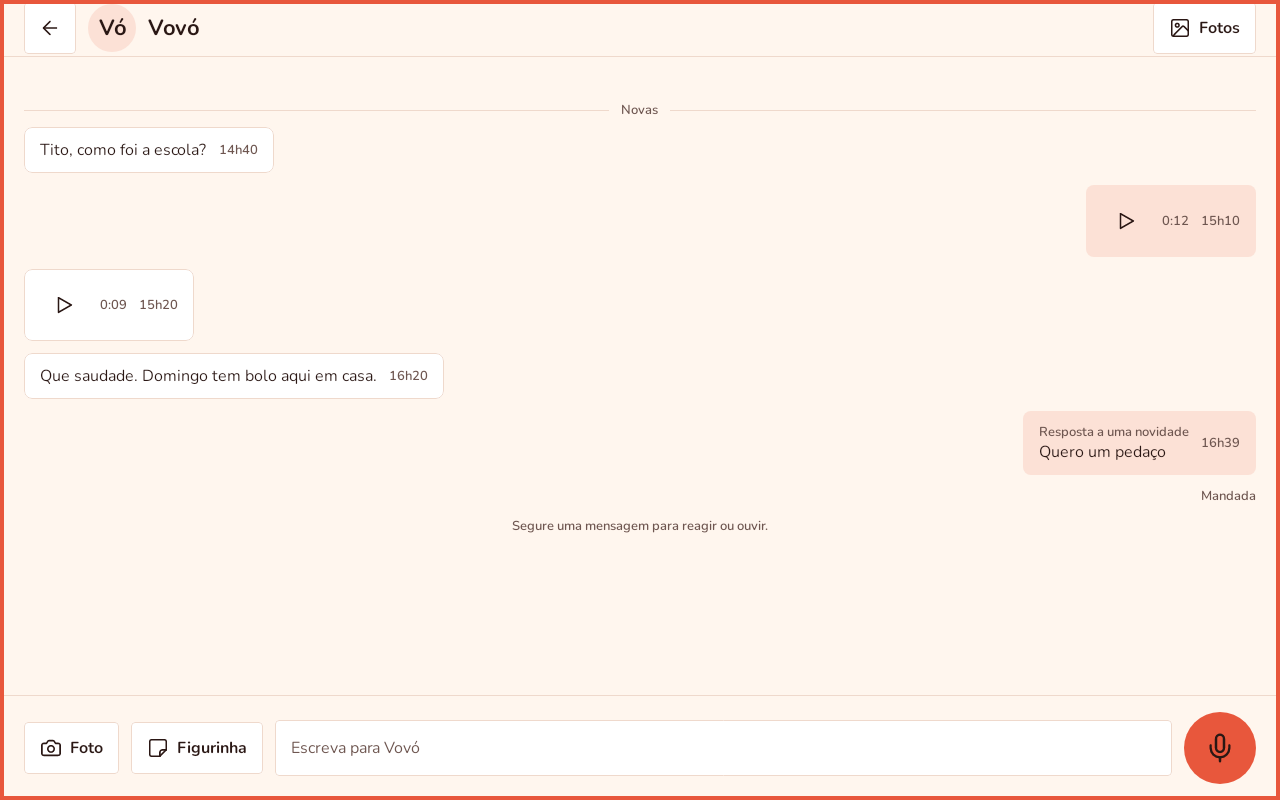 Vó Vovó
Fotos
Novas
Tito, como foi a escola? 14h40
0:12 15h10
0:09 15h20
Que saudade. Domingo tem bolo aqui em casa. 16h20
Resposta a uma novidade
Quero um pedaço
16h39
Mandada
Segure uma mensagem para reagir ou ouvir.
Foto
Figurinha
Escreva para Vovó